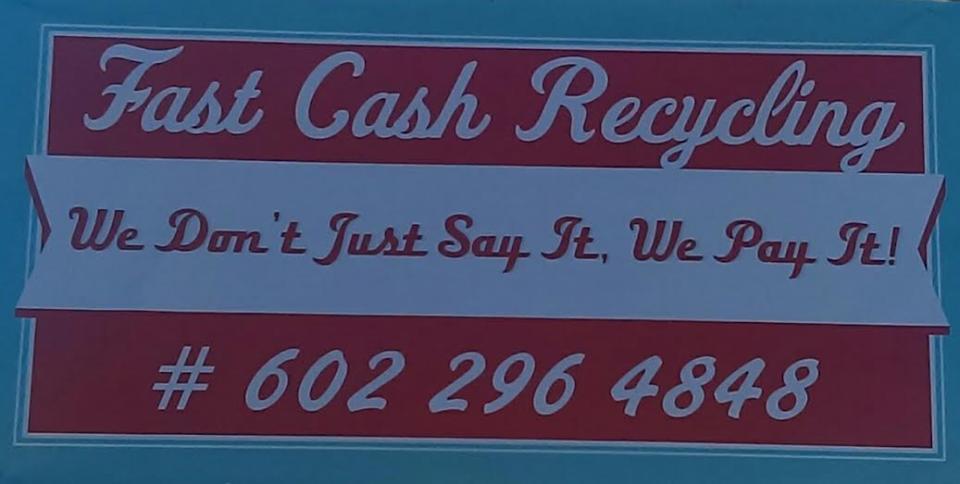 Fast Cash Recycling
We Don't Just Say It, We Pay It!
# 602 296 4848